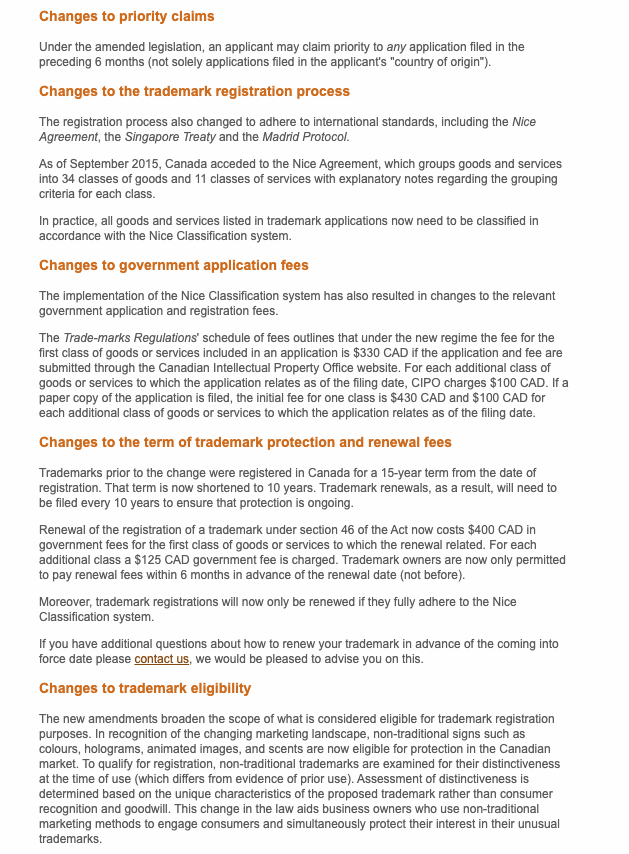 Changes to priority claims
Under the amended legislation, an applicant may claim priority to any application filed in the
preceding 6 months (not solely applications filed in the applicant's "country of origin").
Changes to the trademark registration process
The registration process also changed to adhere to international standards, including the Nice
Agreement, the Singapore Treaty and the Madrid Protocol.
As of September 2015, Canada acceded to the Nice Agreement, which groups goods and services
into 34 classes of goods and 11 classes of services with explanatory notes regarding the grouping
criteria for each class.
In practice, all goods and services listed in trademark applications now need to be classified in
accordance with the Nice Classification system.
Changes to government application fees
The implementation of the Nice Classification system has also resulted in changes to the relevant
government application and registration fees.
The Trade-marks Regulations' schedule of fees outlines that under the new regime the fee for the
first class of goods or services included in an application is $330 CAD if the application and fee are
submitted through the Canadian Intellectual Property Office website. For each additional class of
goods or services to which the application relates as of the filing date, CIPO charges $100 CAD. If a
paper copy of the application is filed, the initial fee for one class is $430 CAD and $100 CAD for
each additional class of goods or services to which the application relates as of the filing date.
Changes to the term of trademark protection and renewal fees
Trademarks prior to the change were registered in Canada for a 15-year term from the date of
registration. That term is now shortened to 10 years. Trademark renewals, as a result, will need to
be filed every 10 years to ensure that protection is ongoing.
Renewal of the registration of a trademark under section 46 of the Act now costs $400 CAD in
government fees for the first class of goods or services to which the renewal related. For each
additional class a $125 CAD government fee is charged. Trademark owners are now only permitted
to pay renewal fees within 6 months in advance of the renewal date (not before).
Moreover, trademark registrations will now only be renewed if they fully adhere to the Nice
Classification system.
If you have additional questions about how to renew your trademark in advance of the coming into
force date please contact us, we would be pleased to advise you on this.
Changes to trademark eligibility
The new amendments broaden the scope of what is considered eligible for trademark registration
purposes. In recognition of the changing marketing landscape, non-traditional signs such as
colours, holograms, animated images, and scents are now eligible for protection in the Canadian
market. To qualify for registration, non-traditional trademarks are examined for their distinctiveness
at the time of use (which differs from evidence of prior use). Assessment of distinctiveness is
determined based on the unique characteristics of the proposed trademark rather than consumer
recognition and goodwill. This change in the law aids business owners who use non-traditional
marketing methods to engage consumers and simultaneously protect their interest in their unusual
trademarks.